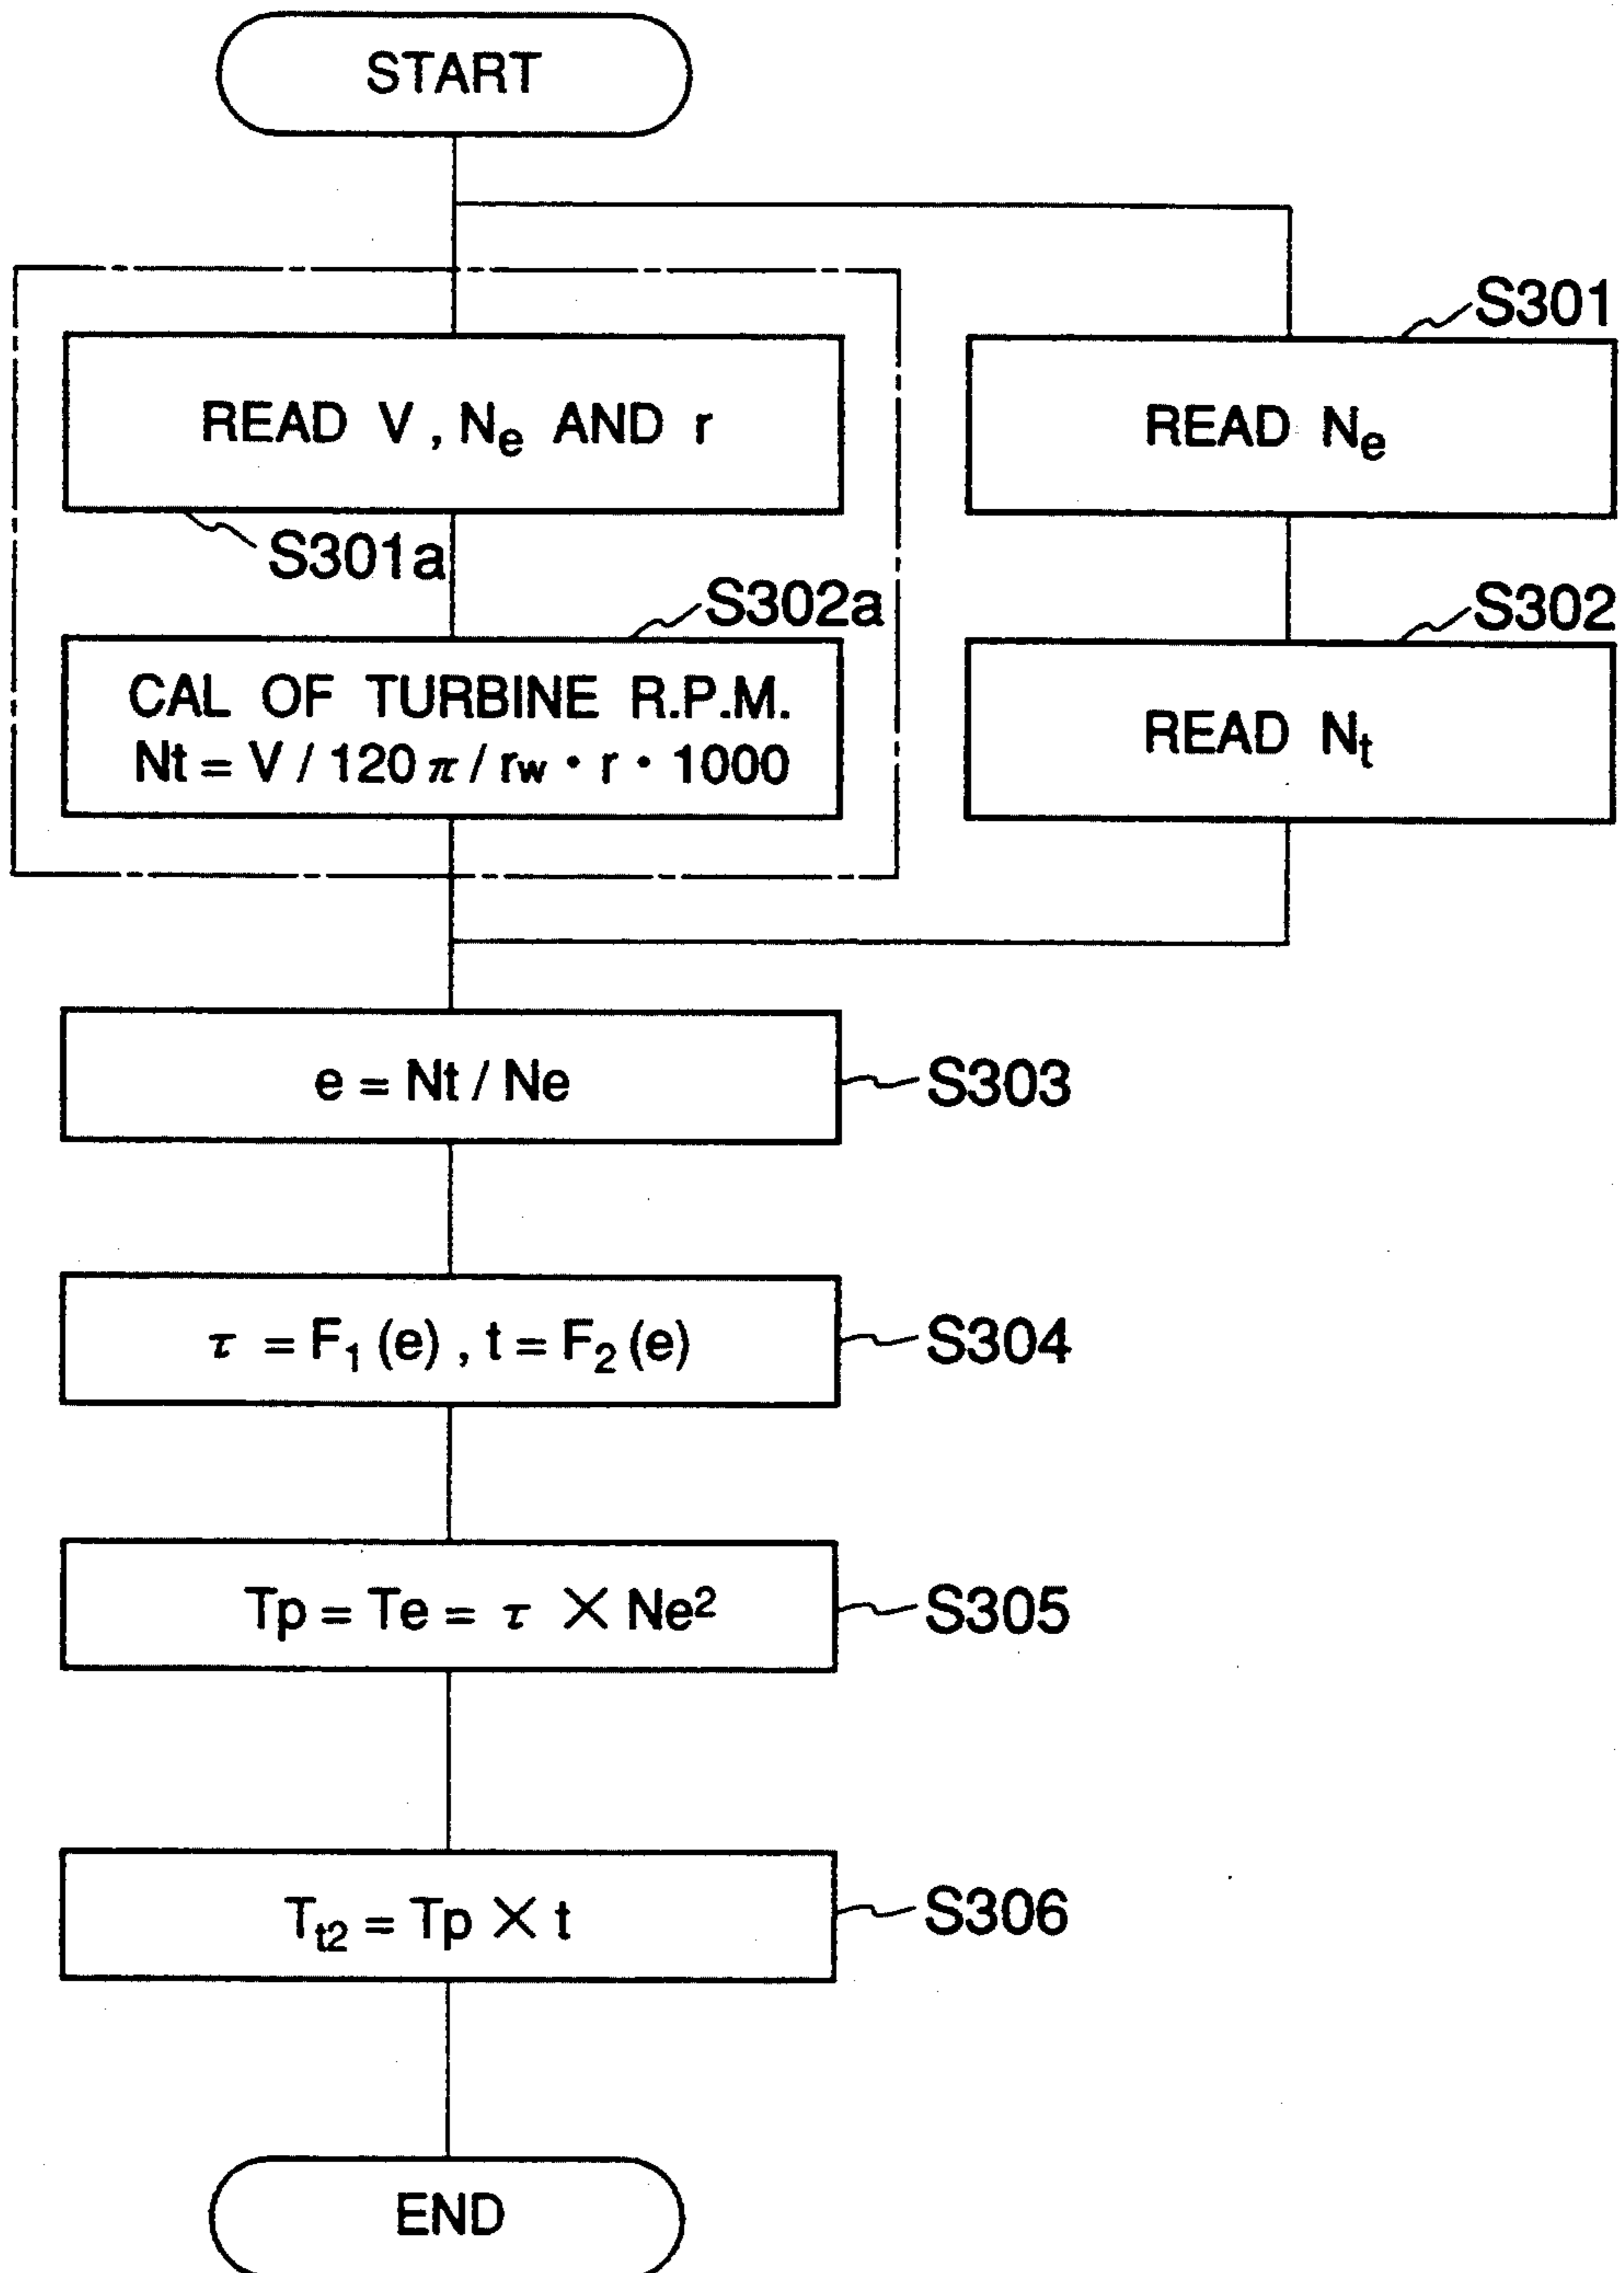 START
S301
READ V, Nₑ AND r
READ Nₑ
S301a
S302a
S302
CAL OF TURBINE R.P.M.
Nt = V / 120 π / rw • r • 1000
READ Nₜ
e = Nt / Ne
S303
τ = F₁ (e) , t = F₂ (e)
S304
Tp = Te = τ × Ne²
S305
Tₜ₂ = Tp × t
S306
END